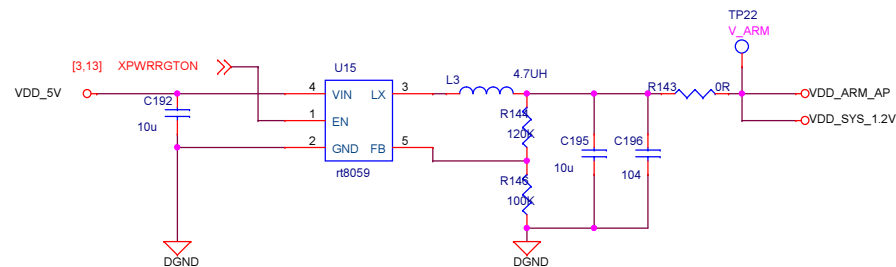 TP22
V_ARM
[3,13] XPWRRGTON
U15
L3 4.7UH
VDD_5V
C192
10u
4 VIN LX 3
1 EN
2 GND FB 5
rt8059
R144
120K
R146
100K
C195
10u
C196
104
R143 0R
VDD_ARM_AP
VDD_SYS_1.2V
DGND
DGND